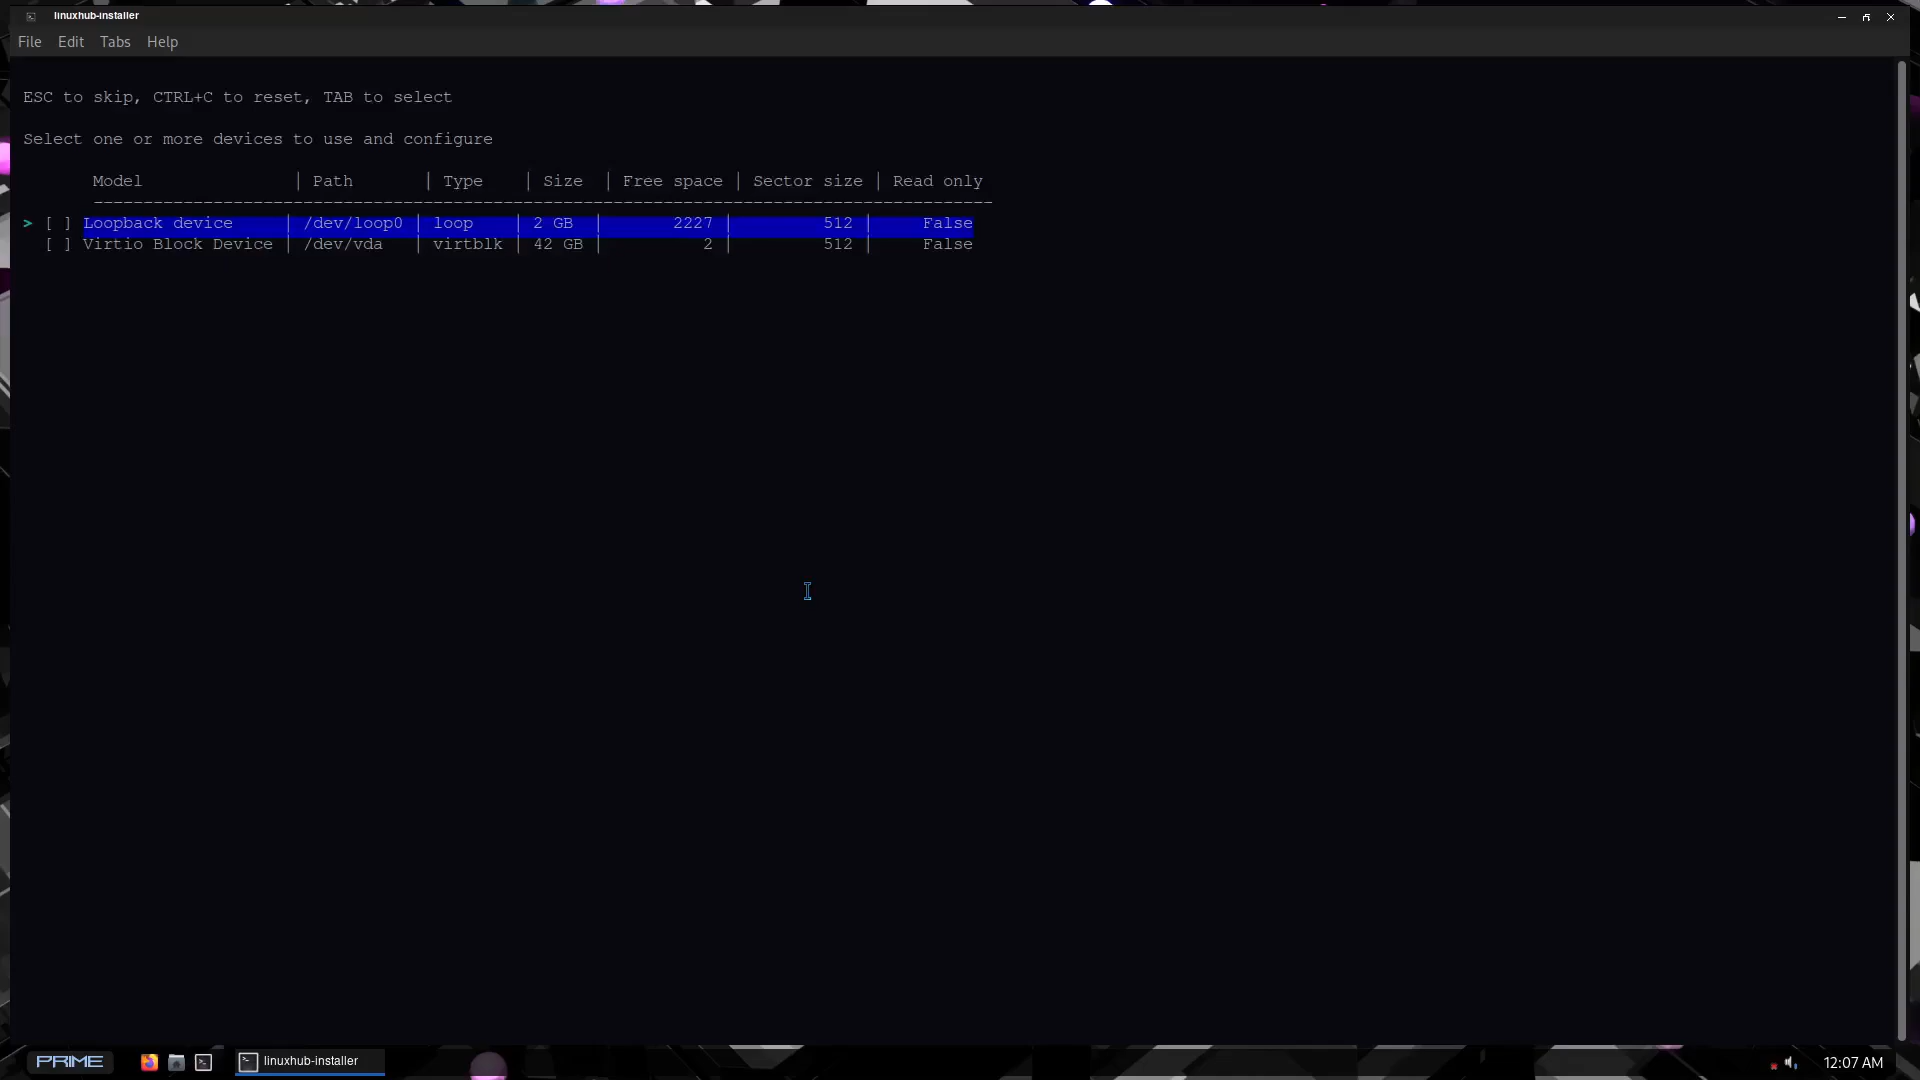 linuxhub-installer
File Edit Tabs Help
ESC to skip, CTRL+C to reset, TAB to select
Select one or more devices to use and configure
Model | Path | Type | Size | Free space | Sector size | Read only
------------------------------------------------------------------------------------------
> [ ] Loopback device | /dev/loop0 | loop | 2 GB | 2227 | 512 | False
[ ] Virtio Block Device | /dev/vda | virtblk | 42 GB | 2 | 512 | False
PRIME linuxhub-installer 12:07 AM